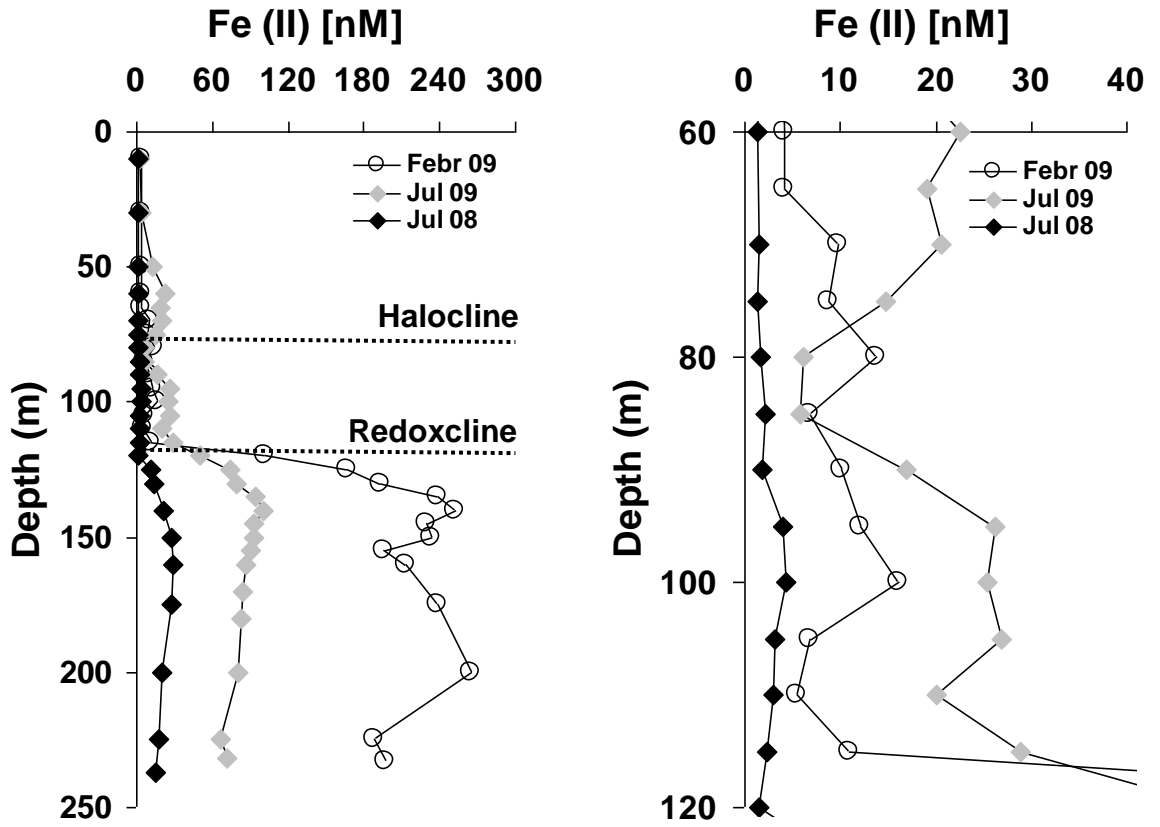 Fe (II) [nM]
0 60 120 180 240 300
0
Febr 09
Jul 09
Jul 08
50
Halocline
100
Redoxcline
150
200
250
Depth (m)
Fe (II) [nM]
0 10 20 30 40
60
Febr 09
Jul 09
Jul 08
80
100
120
Depth (m)